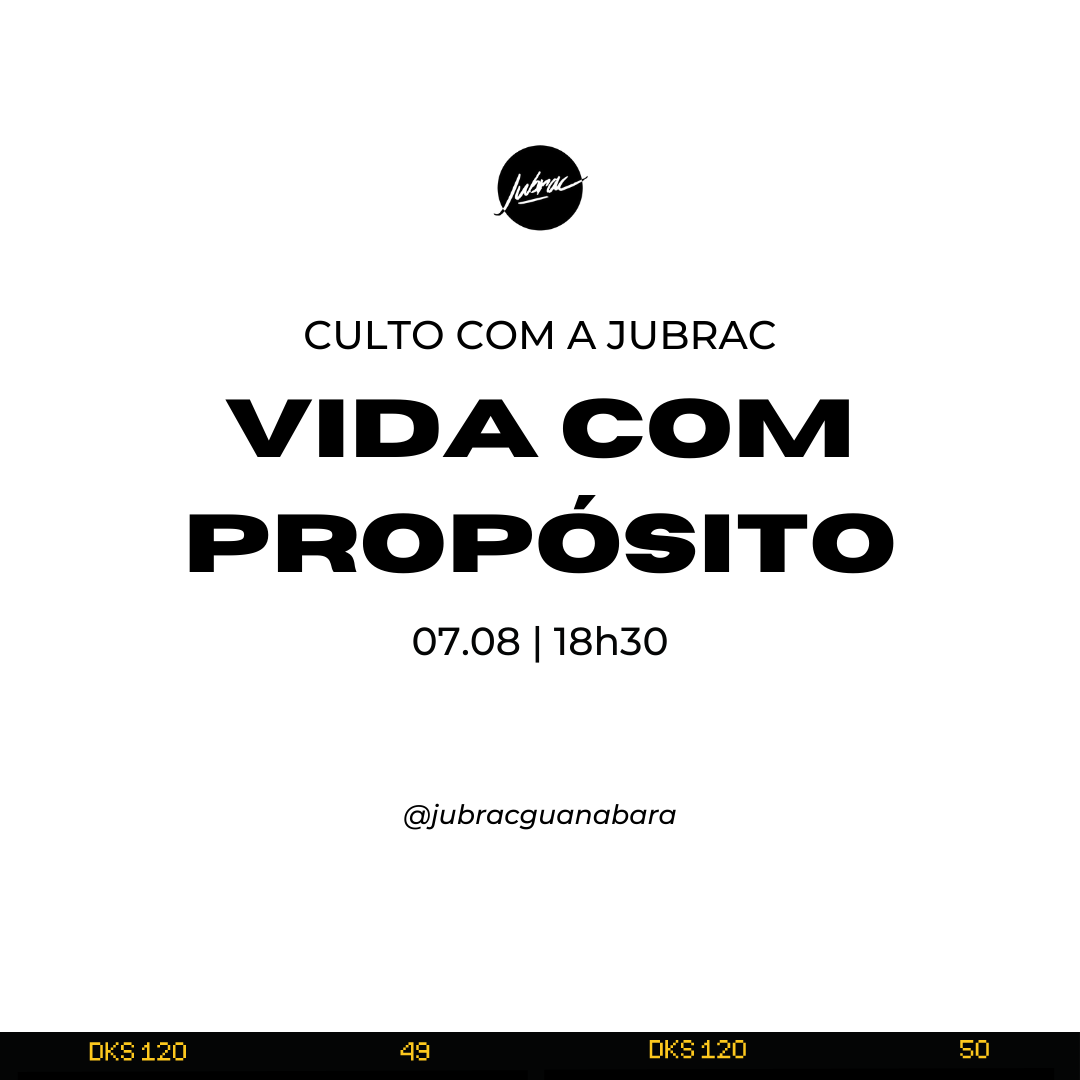 Jubrac
CULTO COM A JUBRAC
VIDA COM
PROPÓSITO
07.08 | 18h30
@jubracguanabara
DKS 120 49 DKS 120 50